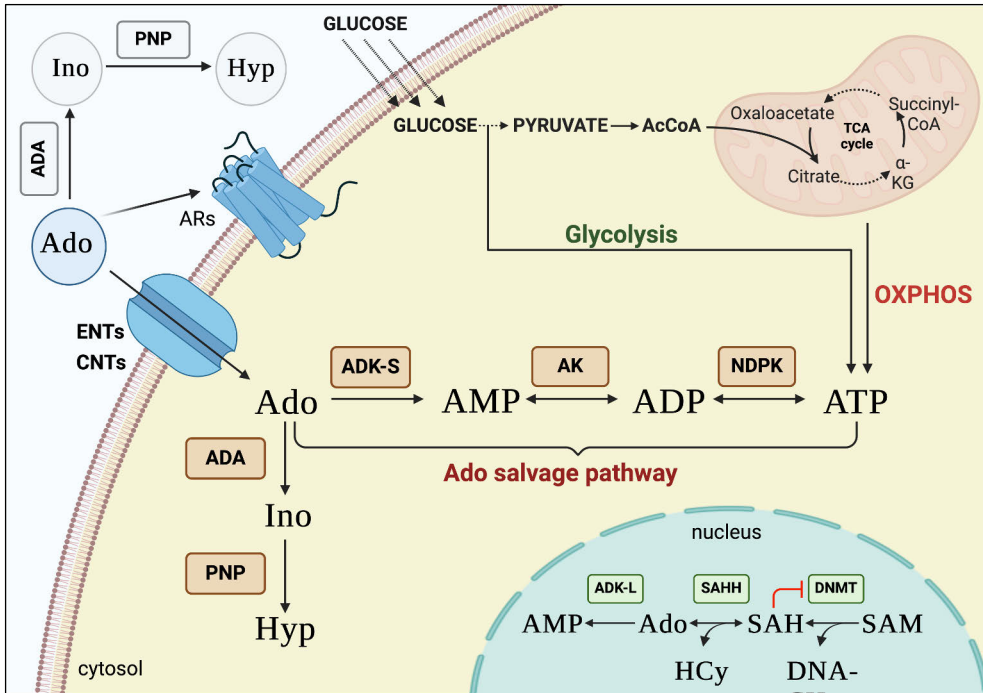 GLUCOSE
PNP
Ino
Hyp
ADA
Ado
ARs
ENTs
CNTs
GLUCOSE
PYRUVATE
AcCoA
Oxaloacetate
Succinyl-
CoA
TCA
cycle
Citrate
α-
KG
Glycolysis
OXPHOS
ADK-S
AK
NDPK
Ado
AMP
ADP
ATP
Ado salvage pathway
ADA
Ino
PNP
Hyp
cytosol
nucleus
ADK-L
SAHH
DNMT
AMP
Ado
SAH
SAM
HCy
DNA-